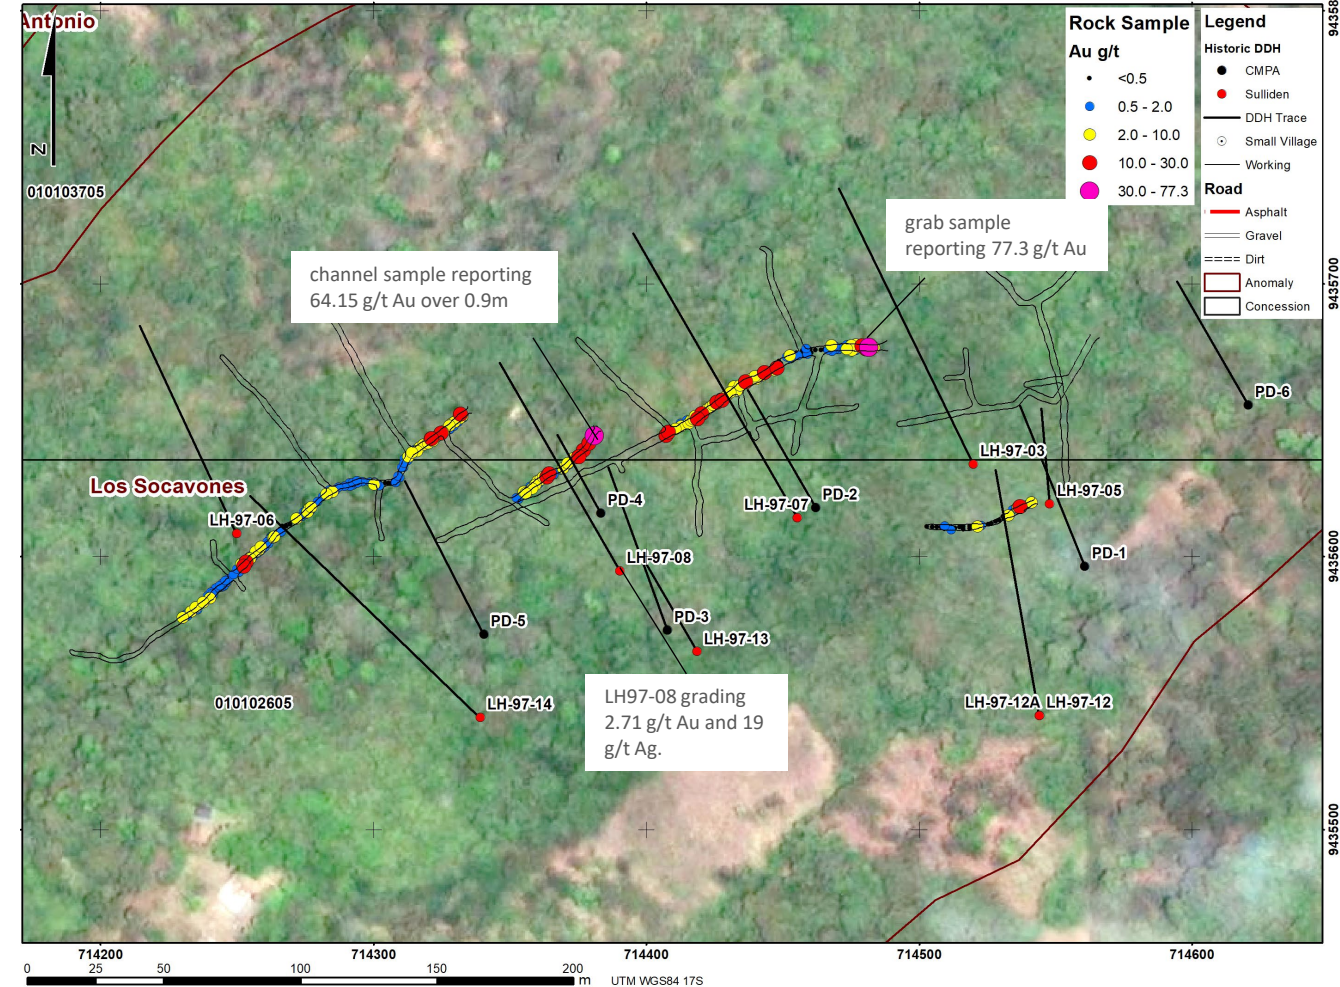 Antonio
N
010103705
Rock Sample
Au g/t
<0.5
0.5 - 2.0
2.0 - 10.0
10.0 - 30.0
30.0 - 77.3
Legend
Historic DDH
CMPA
Sulliden
DDH Trace
Small Village
Working
Road
Asphalt
Gravel
Dirt
Anomaly
Concession
grab sample
reporting 77.3 g/t Au
channel sample reporting
64.15 g/t Au over 0.9m
PD-6
LH-97-03
Los Socavones
LH-97-05
PD-4
PD-2
LH-97-07
LH-97-06
PD-1
LH-97-08
PD-5
PD-3
LH-97-13
010102605
LH-97-14
LH-97-12A LH-97-12
LH97-08 grading
2.71 g/t Au and 19
g/t Ag.
94358
9435700
9435600
9435500
714200 714300 714400 714500 714600
0 25 50 100 150 200
m UTM WGS84 17S